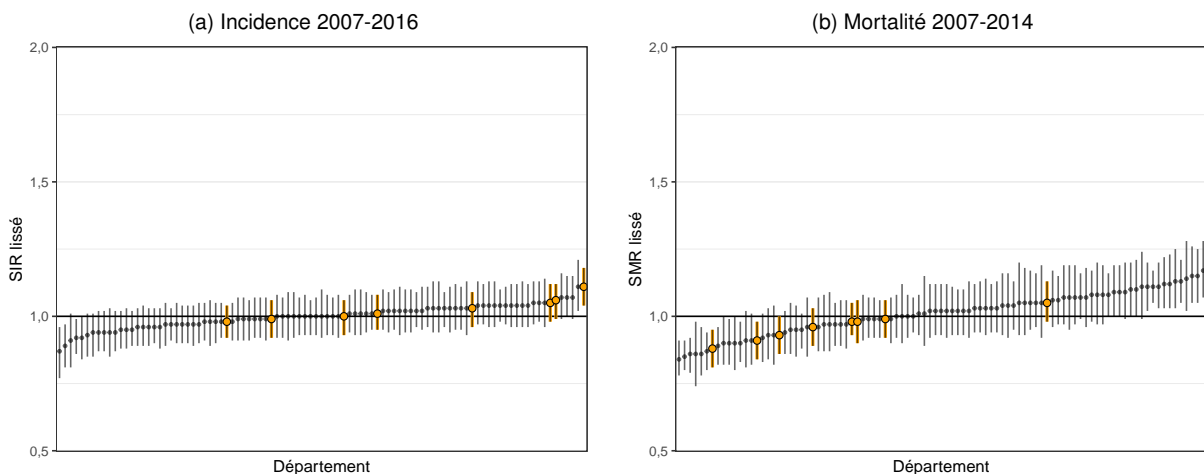 (a) Incidence 2007-2016
2,0
1,5
1,0
0,5
SIR lissé
Département
(b) Mortalité 2007-2014
2,0
1,5
1,0
0,5
SMR lissé
Département